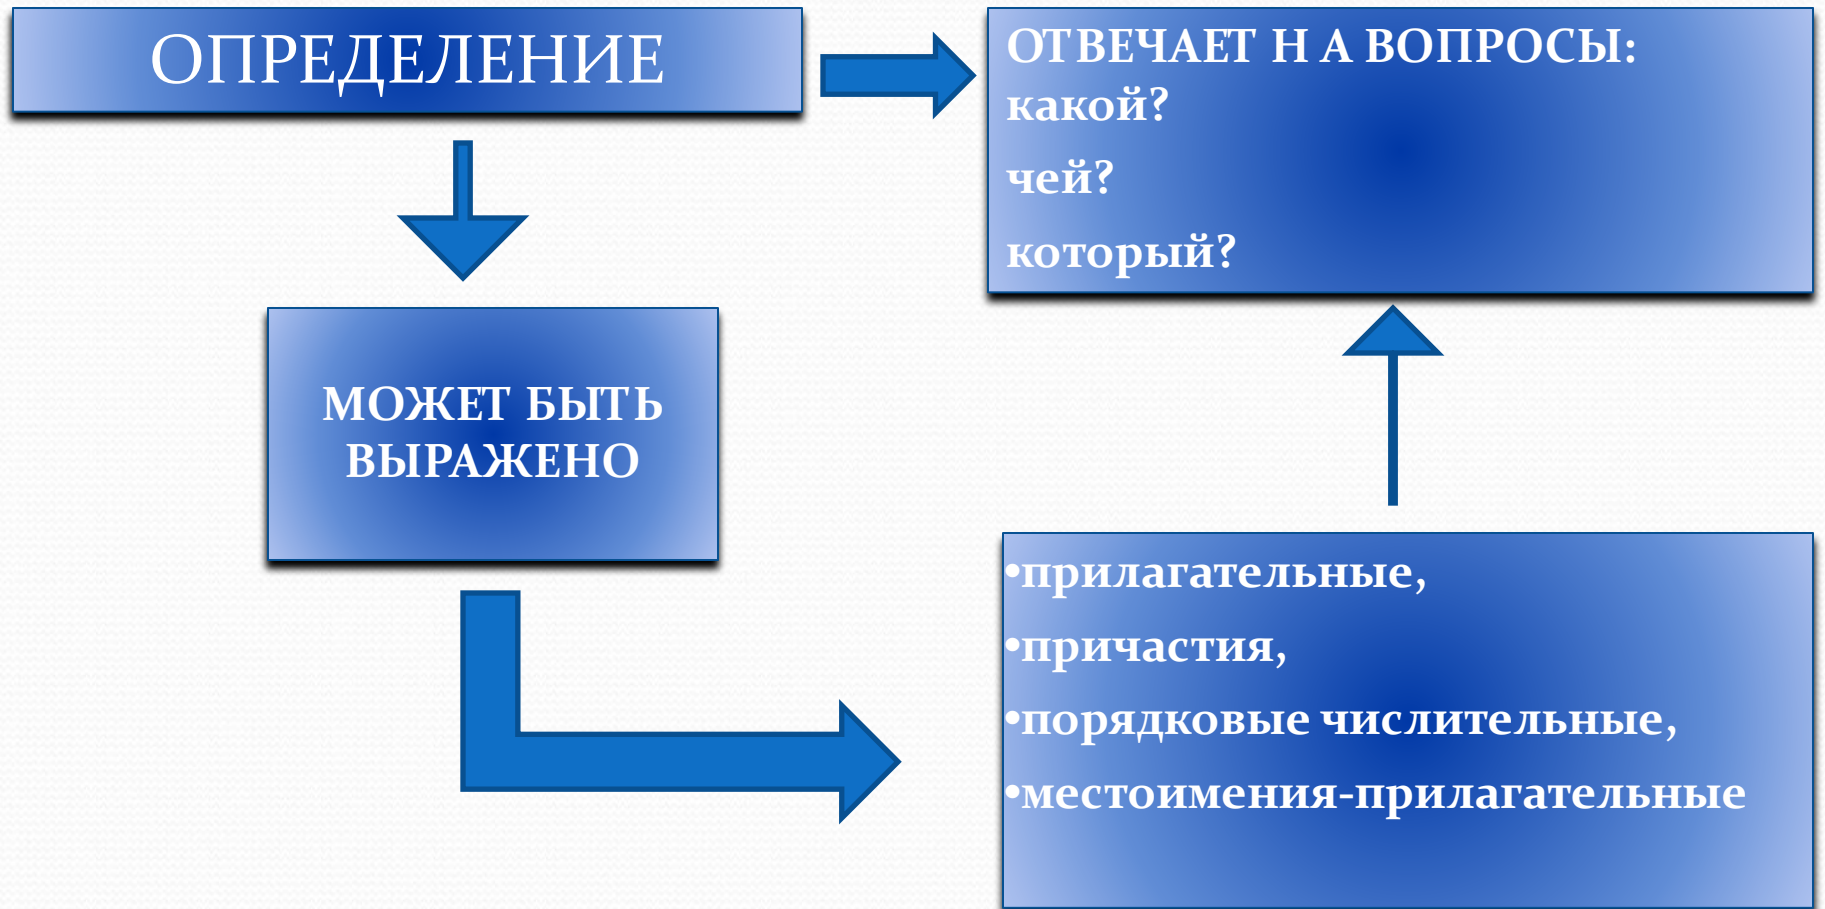 ОПРЕДЕЛЕНИЕ
ОТВЕЧАЕТ Н А ВОПРОСЫ:
какой?
чей?
который?
МОЖЕТ БЫТЬ
ВЫРАЖЕНО
•прилагательные,
•причастия,
•порядковые числительные,
•местоимения-прилагательные